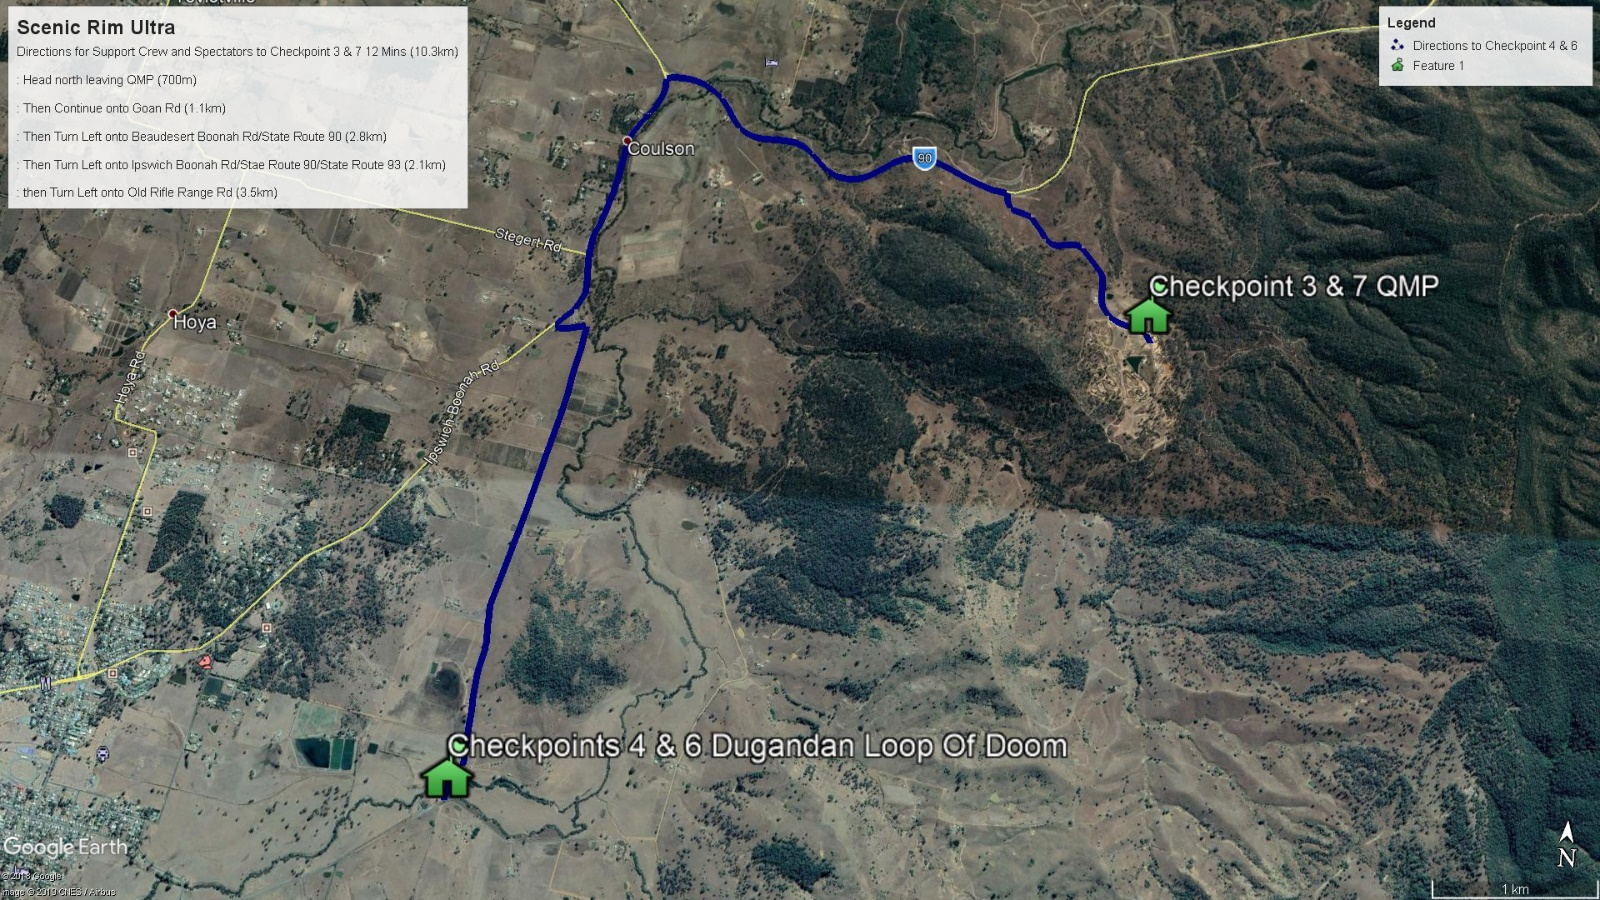 Scenic Rim Ultra
Directions for Support Crew and Spectators to Checkpoint 3 & 7 12 Mins (10.3km)
: Head north leaving QMP (700m)
: Then Continue onto Goan Rd (1.1km)
: Then Turn Left onto Beaudesert Boonah Rd/State Route 90 (2.8km)
: Then Turn Left onto Ipswich Boonah Rd/Stae Route 90/State Route 93 (2.1km)
: then Turn Left onto Old Rifle Range Rd (3.5km)
Legend
Directions to Checkpoint 4 & 6
Feature 1
Coulson
90
Stegert Rd
Checkpoint 3 & 7 QMP
Hoya
Hoya Rd
Ipswich-Boonah Rd
Checkpoints 4 & 6 Dugandan Loop Of Doom
Google Earth
© 2018 Google
N
1 km